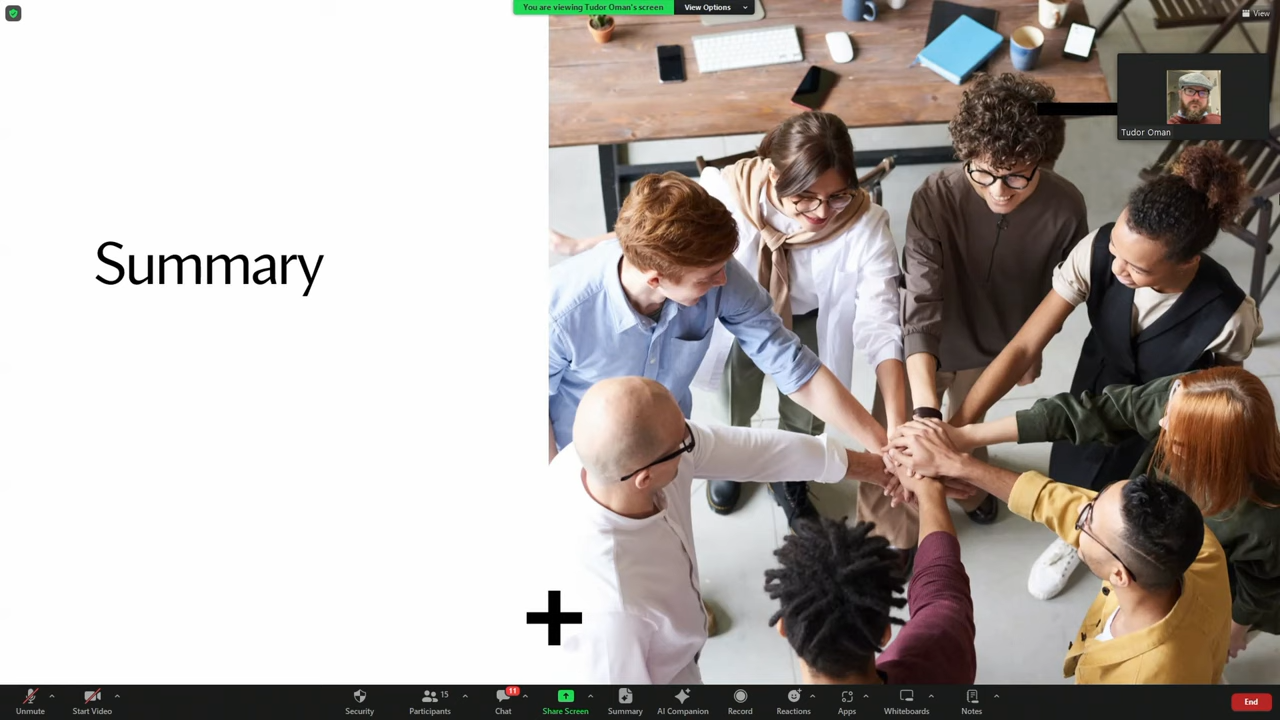 You are viewing Tudor Oman's screen
View Options
View
Tudor Oman
Summary
Unmute
Start Video
Security
15
Participants
11
Chat
Share Screen
Summary
AI Companion
Record
Reactions
Apps
Whiteboards
Notes
End